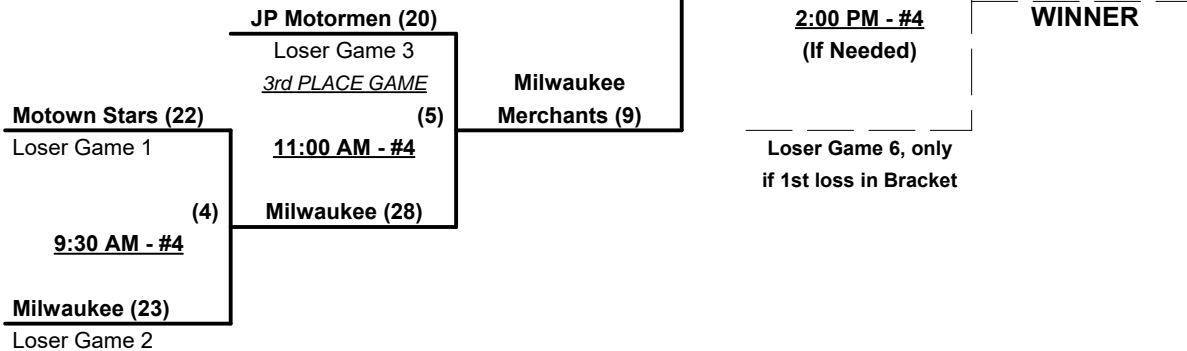 JP Motormen (20)
Loser Game 3
3rd PLACE GAME
(5)
11:00 AM - #4
Motown Stars (22)
Loser Game 1
(4)
9:30 AM - #4
Milwaukee (28)
Milwaukee (23)
Loser Game 2
Milwaukee
Merchants (9)
2:00 PM - #4
(If Needed)
WINNER
Loser Game 6, only
if 1st loss in Bracket